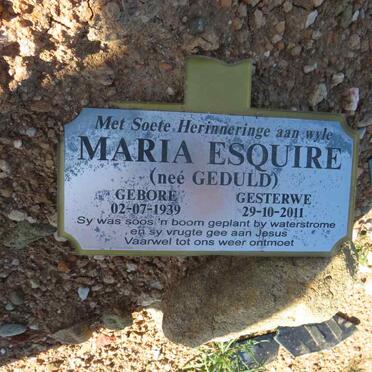 Met Soete Herinneringe aan wyle
MARIA ESQUIRE
(neé GEDULD)
GEBORE GESTERWE
02-07-1939 29-10-2011
Sy was soos 'n boom geplant by waterstrome
en sy vrugte gee aan Jesus
Vaarwel tot ons weer ontmoet